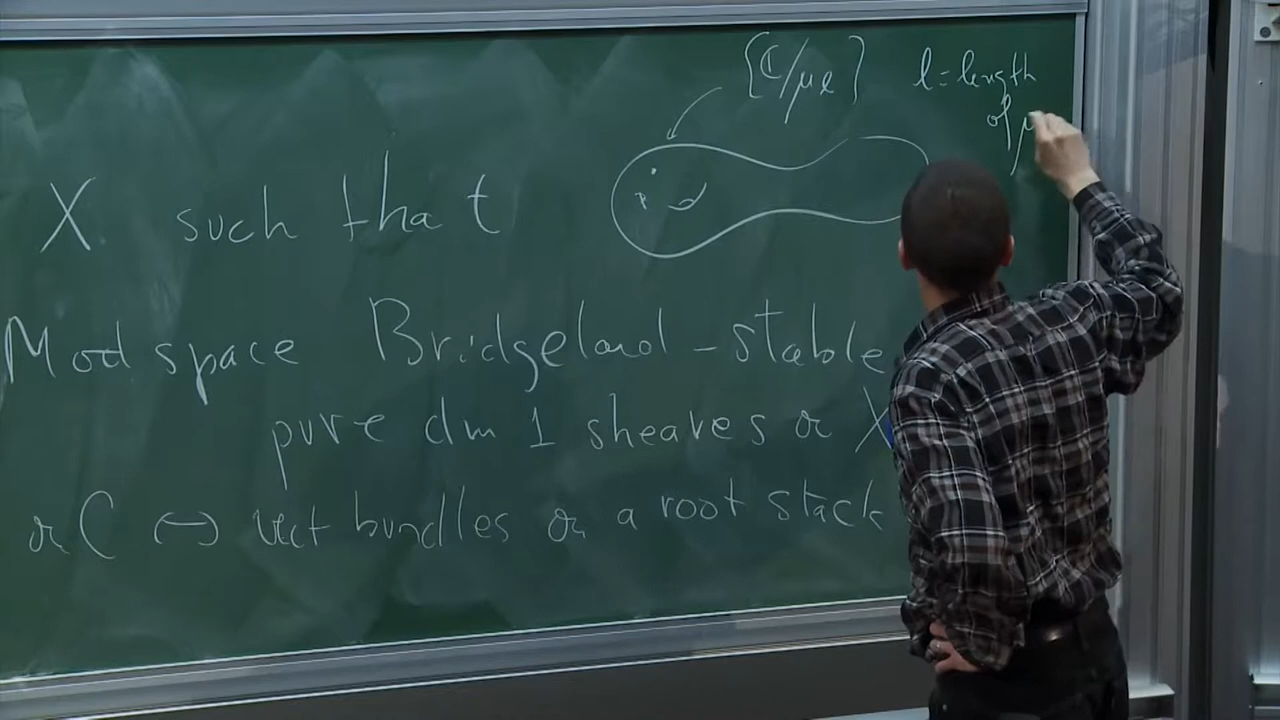 [ℂ/μℓ] ℓ = length
of μ
X such that
Mod space Bridgeland-stable
pure dim 1 sheaves on X
on C ↔ vect bundles on a root stack